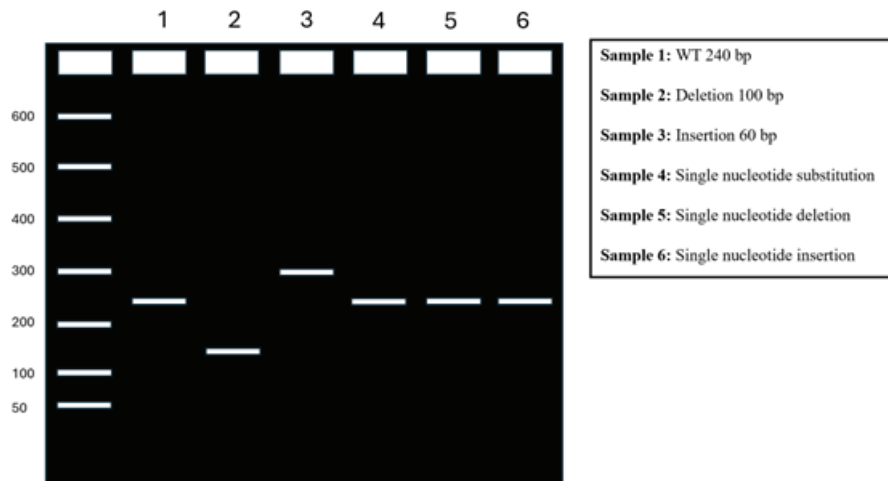 1 2 3 4 5 6
600
500
400
300
200
100
50
Sample 1: WT 240 bp
Sample 2: Deletion 100 bp
Sample 3: Insertion 60 bp
Sample 4: Single nucleotide substitution
Sample 5: Single nucleotide deletion
Sample 6: Single nucleotide insertion